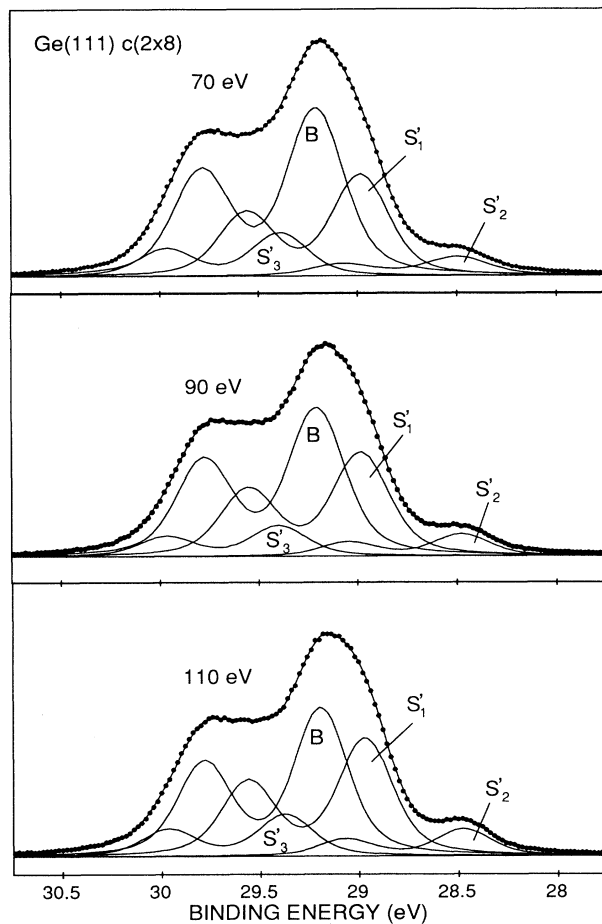 Ge(111) c(2x8)
70 eV
B
S′₁
S′₂
S′₃
90 eV
B
S′₁
S′₂
S′₃
110 eV
B
S′₁
S′₂
S′₃
30.5 30 29.5 29 28.5 28
BINDING ENERGY (eV)